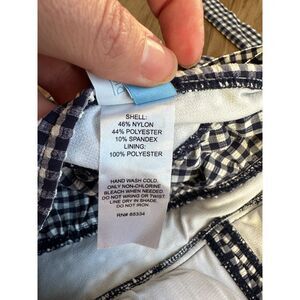 SHELL:
46% NYLON
44% POLYESTER
10% SPANDEX
LINING:
100% POLYESTER
HAND WASH COLD.
ONLY NON-CHLORINE
BLEACH WHEN NEEDED.
DO NOT WRING OR TWIST.
LINE DRY IN SHADE.
DO NOT IRON.
RN# 65334